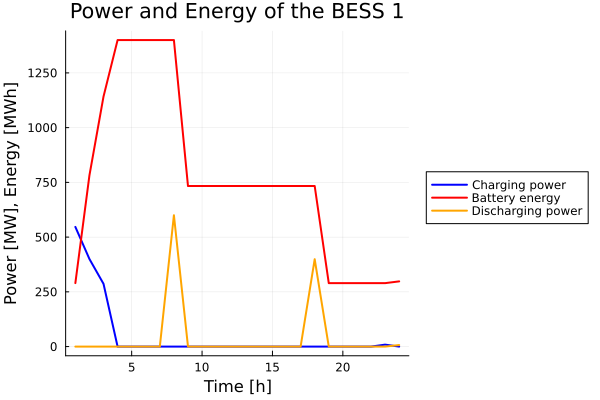 Power and Energy of the BESS 1
Power [MW], Energy [MWh]
1250
1000
750
500
250
0
5
10
15
20
Time [h]
Charging power
Battery energy
Discharging power